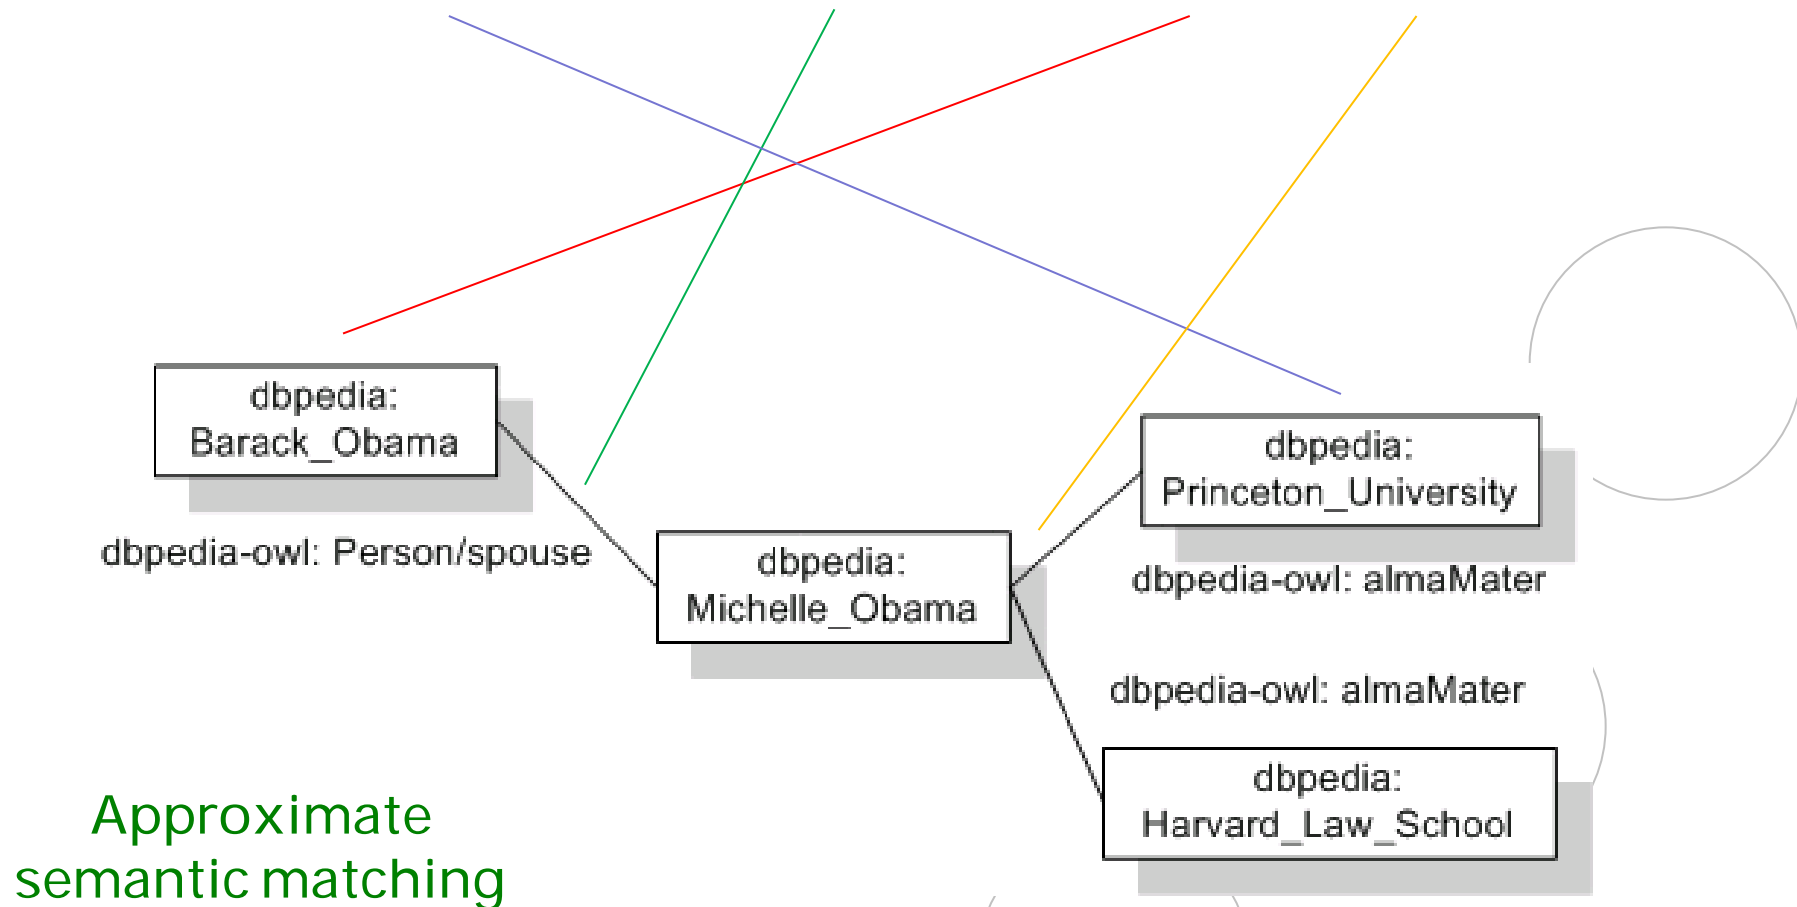 dbpedia:
Barack_Obama
dbpedia-owl: Person/spouse
dbpedia:
Michelle_Obama
dbpedia:
Princeton_University
dbpedia-owl: almaMater
dbpedia-owl: almaMater
dbpedia:
Harvard_Law_School
Approximate
semantic matching